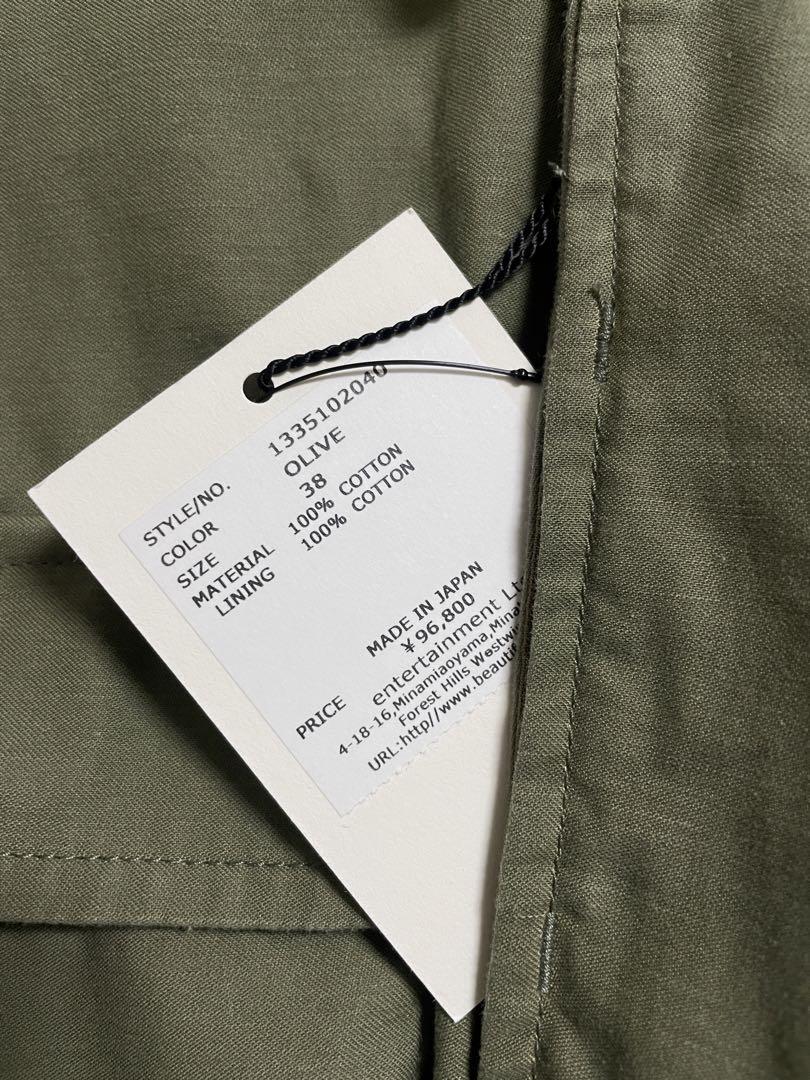 STYLE/NO. 1335102040
COLOR OLIVE
SIZE 38
MATERIAL 100% COTTON
LINING 100% COTTON
MADE IN JAPAN
PRICE ¥96,800
entertainment
4-18-16,Minamiaoyama,
Forest Hills
URL:http//www.